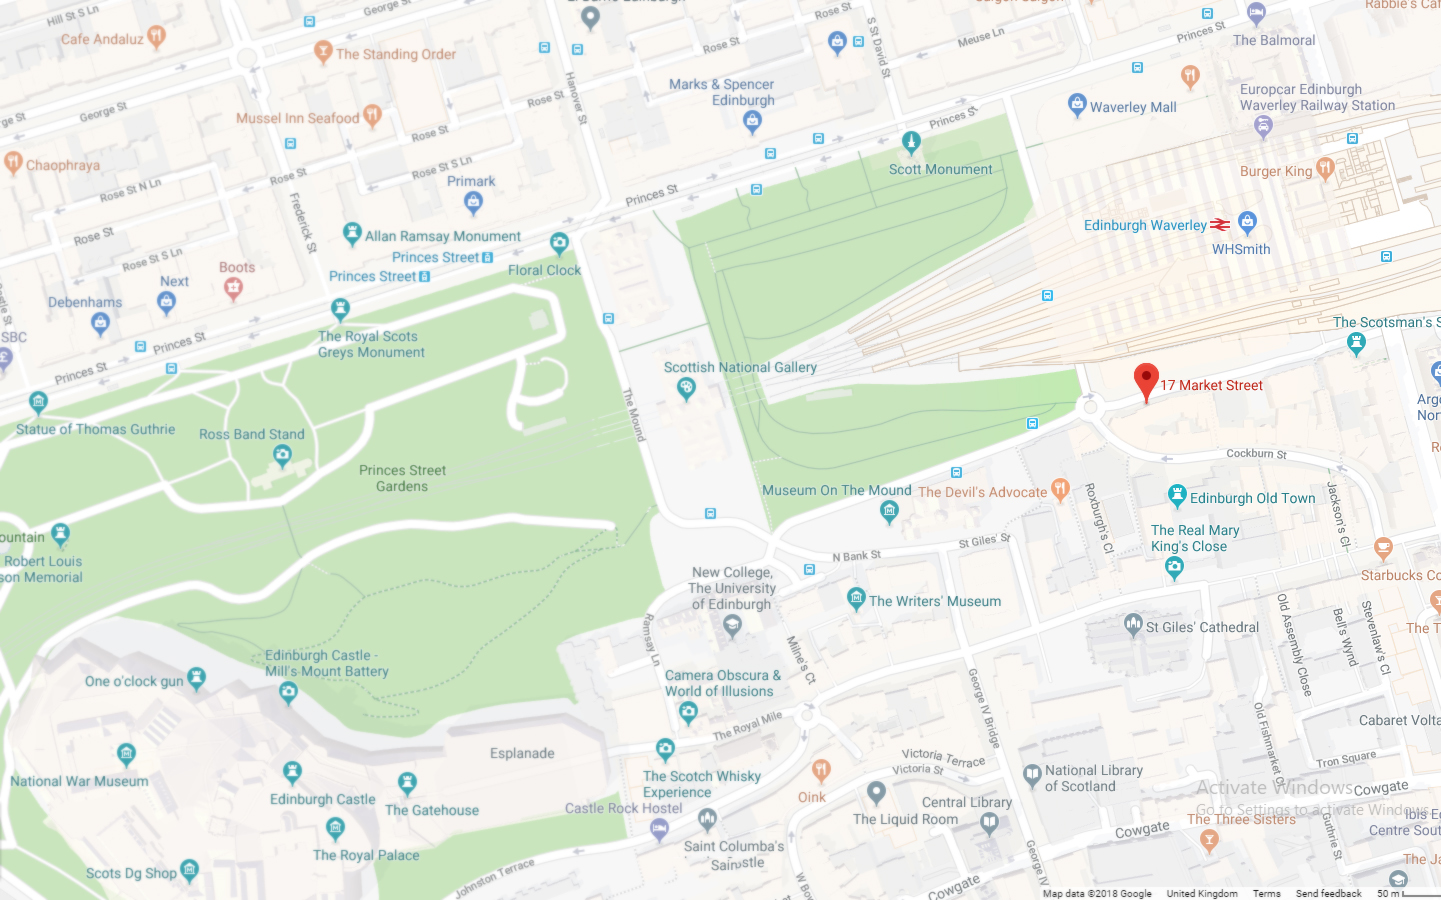 Hill St S Ln
George St
Rose St
S St David St
Princes St
Cafe Andaluz
The Standing Order
Rose St
Meuse Ln
The Balmoral
Hanover St
Marks & Spencer
Edinburgh
Europcar Edinburgh
Waverley Railway Station
Waverley Mall
George St
Rose St
Mussel Inn Seafood
Rose St
Princes St
Scott Monument
Burger King
Chaophraya
Rose St S Ln
Rose St
Rose St N Ln
Primark
Princes St
Frederick St
Edinburgh Waverley
WHSmith
Rose St
Allan Ramsay Monument
Princes Street
Floral Clock
Rose St S Ln
Boots
Princes Street
Next
Debenhams
SBC
Princes St
The Royal Scots
Greys Monument
The Scotsman's S
Princes St
Scottish National Gallery
17 Market Street
Statue of Thomas Guthrie
Ross Band Stand
The Mound
Cockburn St
Princes Street
Gardens
Museum On The Mound
The Devil's Advocate
Roxburgh's Cl
Edinburgh Old Town
Jackson's Cl
The Real Mary
King's Close
ountain
Robert Louis
son Memorial
N Bank St
St Giles' St
New College,
The University
of Edinburgh
The Writers' Museum
Starbucks Co
St Giles' Cathedral
Old Assembly Close
Bell's Wynd
Stevenlaw's Cl
The T
Ramsay Ln
Milne's Ct
Edinburgh Castle -
Mill's Mount Battery
One o'clock gun
Camera Obscura &
World of Illusions
George IV Bridge
The Royal Mile
Cabaret Volta
Old Fishmarket Cl
Esplanade
Victoria Terrace
Victoria St
Tron Square
National War Museum
Edinburgh Castle
The Gatehouse
The Scotch Whisky
Experience
Oink
National Library
of Scotland
Activate Windows
Cowgate
Castle Rock Hostel
Central Library
The Liquid Room
Go to Settings to activate Windows.
The Three Sisters
Ibis Ed
Centre Sout
Cowgate
Guthrie St
The Royal Palace
Saint Columba's
Scots Dg Shop
Johnston Terrace
George IV
The Ja
Cowgate
W Bow
Map data ©2018 Google
United Kingdom
Terms
Send feedback
50 m